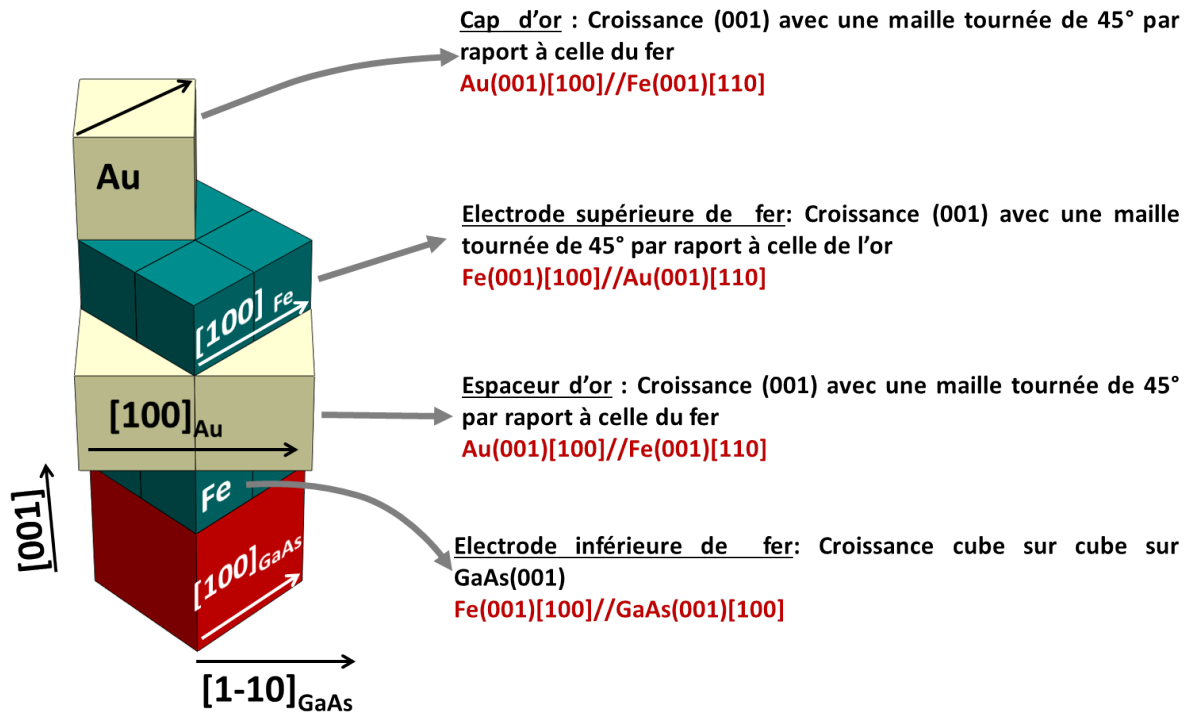 Cap d'or : Croissance (001) avec une maille tournée de 45° par
raport à celle du fer
Au(001)[100]//Fe(001)[110]
Au
Electrode supérieure de fer: Croissance (001) avec une maille
tournée de 45° par rapport à celle de l'or
Fe(001)[100]//Au(001)[110]
[100] Fe
Espaceur d'or : Croissance (001) avec une maille tournée de 45°
par rapport à celle du fer
Au(001)[100]//Fe(001)[110]
[100]Au
Fe
[001]
Electrode inférieure de fer: Croissance cube sur cube sur
GaAs(001)
Fe(001)[100]//GaAs(001)[100]
[100]GaAs
[1-10]GaAs